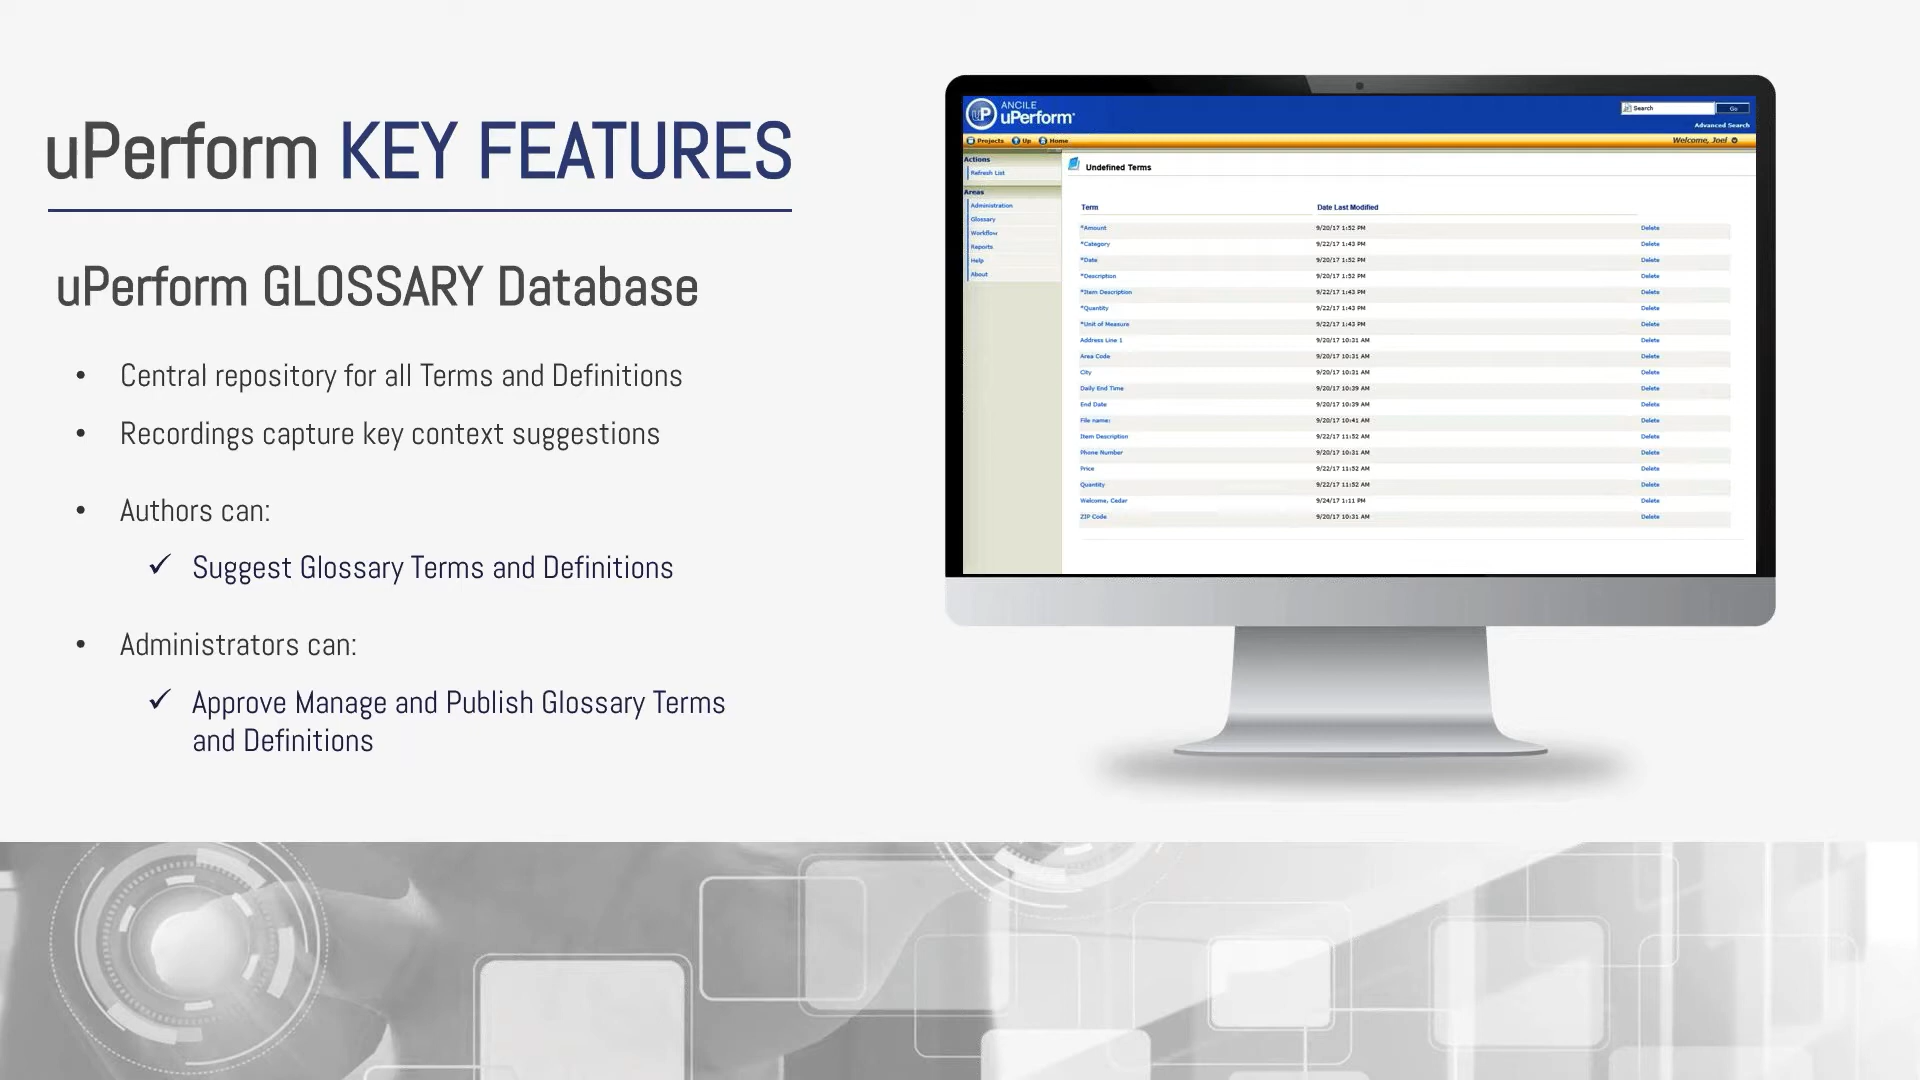 uPerform KEY FEATURES
uPerform GLOSSARY Database
• Central repository for all Terms and Definitions
• Recordings capture key context suggestions
• Authors can:
✓ Suggest Glossary Terms and Definitions
• Administrators can:
✓ Approve Manage and Publish Glossary Terms
and Definitions
ANCILE
uP uPerform
Search Go
Advanced Search
Projects Up Home Welcome, Joel
Actions
Refresh List
Areas
Administration
Glossary
Workflow
Reports
Help
About
Undefined Terms
Term Date Last Modified
*Amount 9/20/17 1:52 PM Delete
*Category 9/22/17 1:43 PM Delete
*Date 9/20/17 1:52 PM Delete
*Description 9/20/17 1:52 PM Delete
*Item Description 9/22/17 1:43 PM Delete
*Quantity 9/22/17 1:43 PM Delete
*Unit of Measure 9/22/17 1:43 PM Delete
Address Line 1 9/20/17 10:31 AM Delete
Area Code 9/20/17 10:31 AM Delete
City 9/20/17 10:31 AM Delete
Daily End Time 9/20/17 10:39 AM Delete
End Date 9/20/17 10:39 AM Delete
File name: 9/20/17 10:41 AM Delete
Item Description 9/22/17 11:52 AM Delete
Phone Number 9/20/17 10:31 AM Delete
Price 9/22/17 11:52 AM Delete
Quantity 9/22/17 11:52 AM Delete
Welcome, Cedar 9/24/17 1:11 PM Delete
ZIP Code 9/20/17 10:31 AM Delete